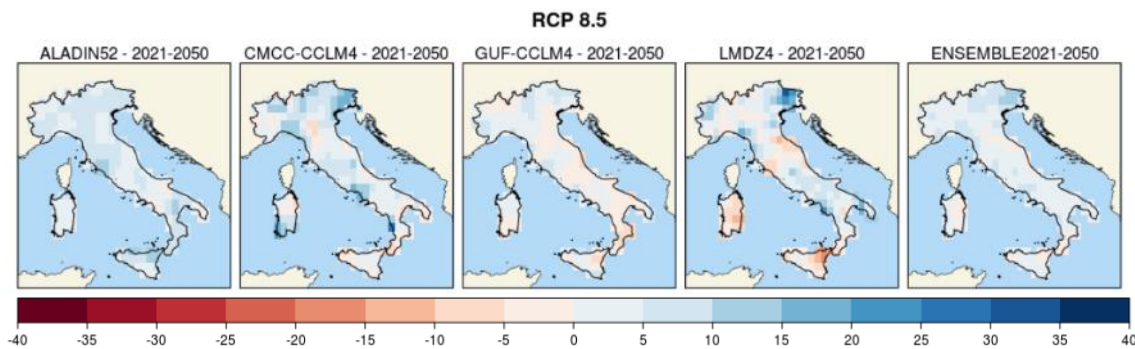 RCP 8.5
ALADIN52 - 2021-2050 CMCC-CCLM4 - 2021-2050 GUF-CCLM4 - 2021-2050 LMDZ4 - 2021-2050 ENSEMBLE2021-2050
-40 -35 -30 -25 -20 -15 -10 -5 0 5 10 15 20 25 30 35 40